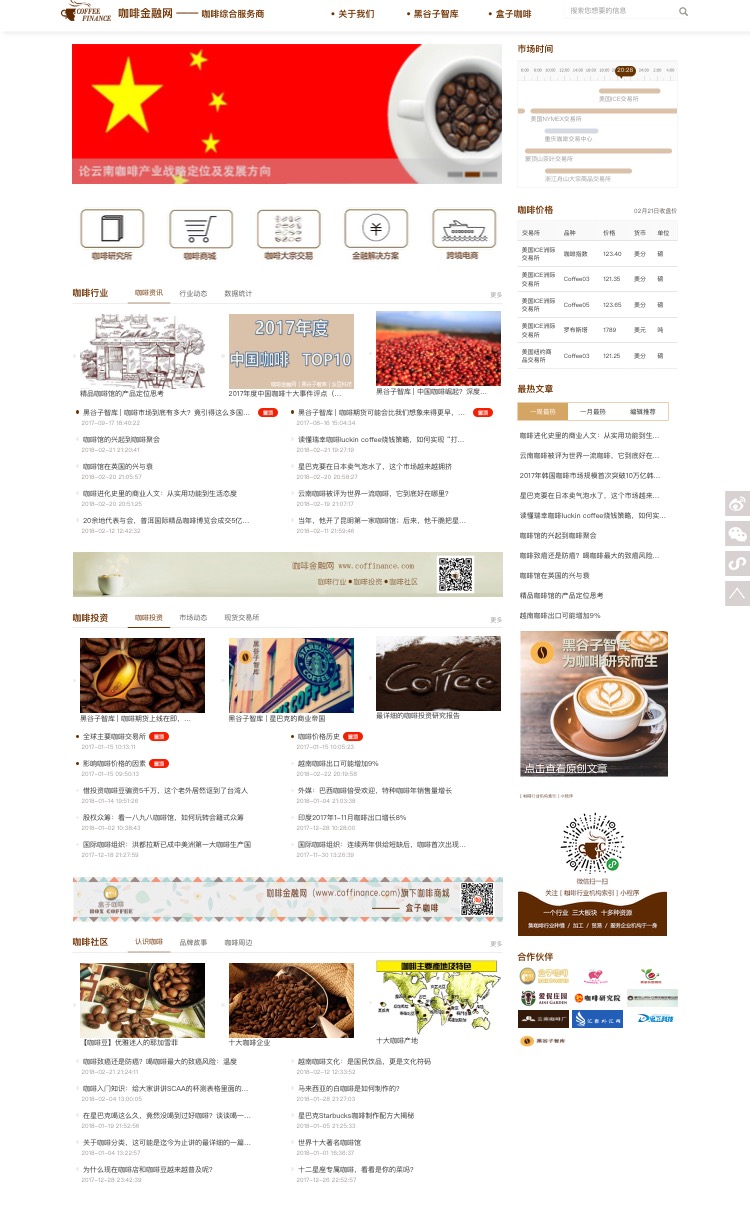 COFFEE
FINANCE
咖啡金融网 —— 咖啡综合服务商
• 关于我们
• 黑谷子智库
• 盒子咖啡
搜索您想要的信息
论云南咖啡产业战略定位及发展方向
咖啡研究所
咖啡商城
咖啡大宗交易
金融解决方案
跨境电商
咖啡行业
咖啡资讯
行业动态
数据统计
更多
2017年度
中国咖啡 TOP10
精品咖啡馆的产品定位思考
2017年度中国咖啡十大事件评点（...
黑谷子智库 | 中国咖啡崛起？深度...
黑谷子智库 | 咖啡市场到底有多大？竟引得这么多国...
置顶
2017-09-17 18:40:22
黑谷子智库 | 咖啡期货可能会比我们想象来得更早，...
置顶
2017-06-16 15:04:34
咖啡馆的兴起到咖啡聚会
2018-02-21 21:20:41
读懂瑞幸咖啡luckin coffee烧钱策略，如何实现“打...
2018-02-21 19:27:19
咖啡馆在英国的兴与衰
2018-02-20 21:05:57
星巴克要在日本卖气泡水了，这个市场越来越拥挤
2018-02-20 20:58:27
咖啡进化史里的商业人文：从实用功能到生活态度
2018-02-20 20:51:25
云南咖啡被评为世界一流咖啡，它到底好在哪里？
2018-02-19 21:07:17
20余地代表与会，普洱国际精品咖啡博览会成交5亿...
2018-02-12 12:42:32
当年，他开了昆明第一家咖啡馆；后来，他干脆把星...
2018-02-11 21:59:46
咖啡金融网 www.coffinance.com
咖啡行业●咖啡投资●咖啡社区
咖啡投资
咖啡投资
市场动态
现货交易所
更多
黑谷子智库
STARBUCKS
COFFEE
Coffee
黑谷子智库 | 咖啡期货上线在即，...
黑谷子智库 | 星巴克的商业帝国
最详细的咖啡投资研究报告
全球主要咖啡交易所
置顶
2017-01-15 10:13:11
咖啡价格历史
置顶
2017-01-15 10:05:23
影响咖啡价格的因素
置顶
2017-01-15 09:50:13
越南咖啡出口可能增加9%
2018-02-22 20:19:58
借投资咖啡豆骗资5千万，这个老外居然逛到了台湾人
2018-01-14 19:51:26
外媒：巴西咖啡倍受欢迎，特种咖啡年销售量增长
2018-01-04 21:03:38
股权众筹：看一八九八咖啡馆，如何玩转会籍式众筹
2018-01-02 10:38:43
印度2017年1-11月咖啡出口增长8%
2017-12-28 10:28:00
国际咖啡组织：洪都拉斯已成中美洲第一大咖啡生产国
2017-12-18 21:27:59
国际咖啡组织：连续两年供给短缺后，咖啡首次出现...
2017-11-30 13:26:39
盒子咖啡
BOX COFFEE
咖啡金融网 (www.coffinance.com)旗下咖啡商城
—— 盒子咖啡
咖啡社区
认识咖啡
品牌故事
咖啡周边
更多
咖啡主要產地及特色
【咖啡豆】优雅迷人的耶加雪菲
十大咖啡企业
十大咖啡产地
咖啡致癌还是防癌？喝咖啡最大的致癌风险：温度
2018-02-21 21:24:11
越南咖啡文化：是国民饮品，更是文化符码
2018-02-12 12:33:52
咖啡入门知识：给大家讲讲SCAA的杯测表格里面的...
2018-02-04 13:00:05
马来西亚的白咖啡是如何制作的？
2018-01-28 21:27:03
在星巴克喝这么久，竟然没喝到过好咖啡？谈谈喝一...
2018-01-19 21:52:56
星巴克Starbucks咖啡制作配方大揭秘
2018-01-05 21:25:33
关于咖啡分类，这可能是迄今为止讲的最详细的一篇...
2018-01-04 13:22:57
世界十大著名咖啡馆
2018-01-01 16:36:37
为什么现在咖啡店和咖啡豆越来越普及呢？
2017-12-28 23:42:39
十二星座专属咖啡，看看是你的菜吗？
2017-12-26 22:52:57
市场时间
20:28
美国ICE交易所
美国NYMEX交易所
重庆咖啡交易中心
蒙顶山茶叶交易所
浙江舟山大宗商品交易所
咖啡价格
02月21日收盘价
交易所 品种 价格 货币 单位
美国ICE洲际交易所 咖啡指数 123.40 美分 磅
美国ICE洲际交易所 Coffee03 121.35 美分 磅
美国ICE洲际交易所 Coffee05 123.65 美分 磅
美国ICE洲际交易所 罗布斯塔 1789 美元 吨
美国纽约商品交易所 Coffee03 121.25 美分 磅
最热文章
一周最热
一月最热
编辑推荐
咖啡进化史里的商业人文：从实用功能到生...
云南咖啡被评为世界一流咖啡，它到底好在...
2017年韩国咖啡市场规模首次突破10万亿韩...
星巴克要在日本卖气泡水了，这个市场越来...
读懂瑞幸咖啡luckin coffee烧钱策略，如何实...
咖啡馆的兴起到咖啡聚会
咖啡致癌还是防癌？喝咖啡最大的致癌风险...
咖啡馆在英国的兴与衰
精品咖啡馆的产品定位思考
越南咖啡出口可能增加9%
黑谷子智库
为咖啡研究而生
点击查看原创文章
[ 咖啡行业机构索引 ] 小程序
微信扫一扫
关注 [ 咖啡行业机构索引 ] 小程序
一个行业 三大板块 十多种资源
集咖啡行业种植 / 加工 / 贸易 / 服务企业机构于一身
合作伙伴
盒子咖啡
爱伲庄园
AINI GARDEN
咖啡研究院
云南咖啡厂
汇图外汇网
黑谷子智库